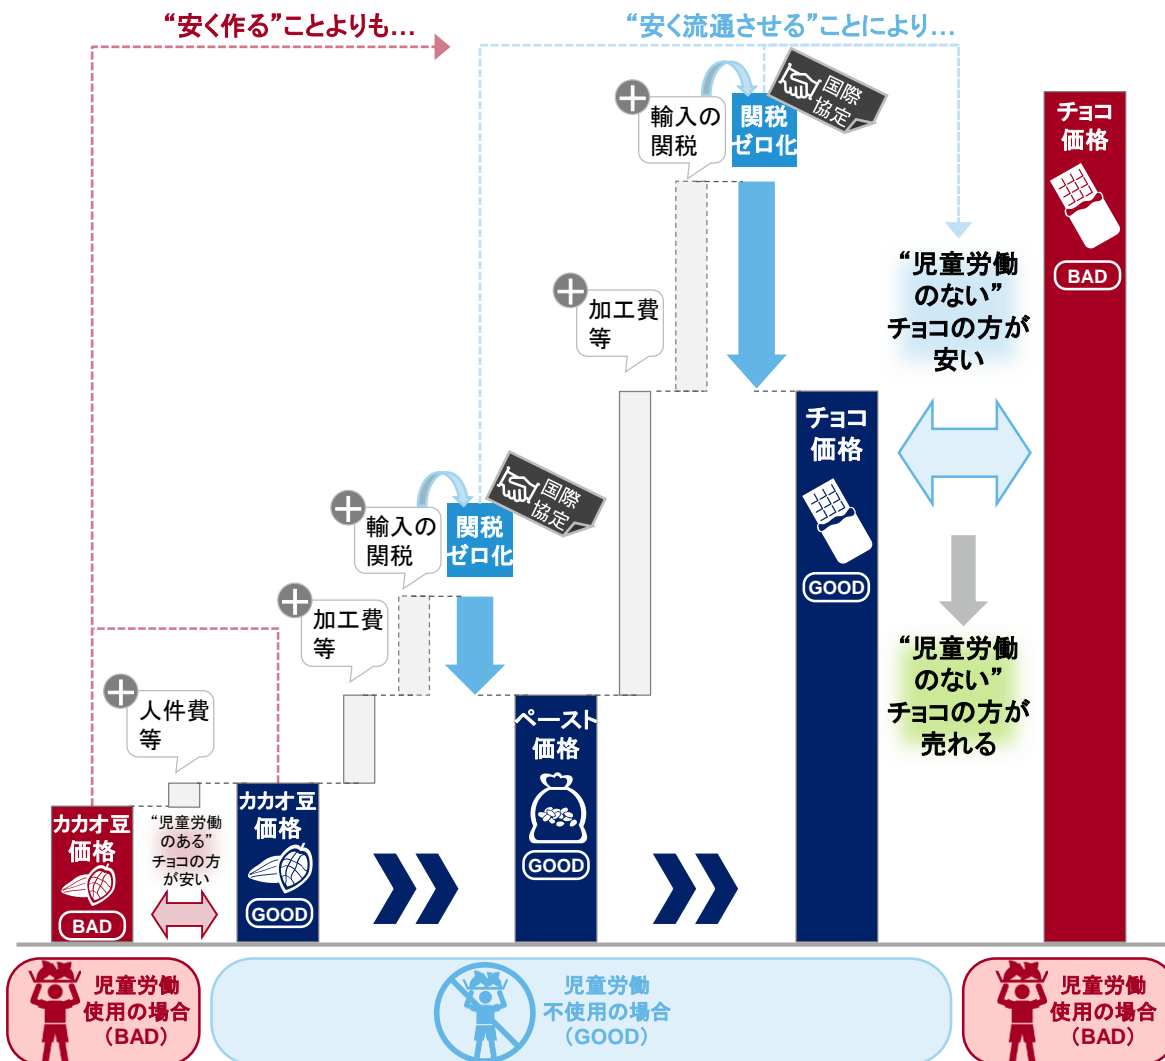 “安く作る”ことよりも…
“安く流通させる”ことにより…
輸入の
関税
関税
ゼロ化
国際
協定
チョコ
価格
BAD
“児童労働
のない”
チョコの方が
安い
加工費
等
チョコ
価格
GOOD
輸入の
関税
関税
ゼロ化
国際
協定
加工費
等
“児童労働
のない”
チョコの方が
売れる
人件費
等
ペースト
価格
GOOD
カカオ豆
価格
BAD
“児童労働
のある”
チョコの方
が安い
カカオ豆
価格
GOOD
児童労働
使用の場合
（BAD）
児童労働
不使用の場合
（GOOD）
児童労働
使用の場合
（BAD）